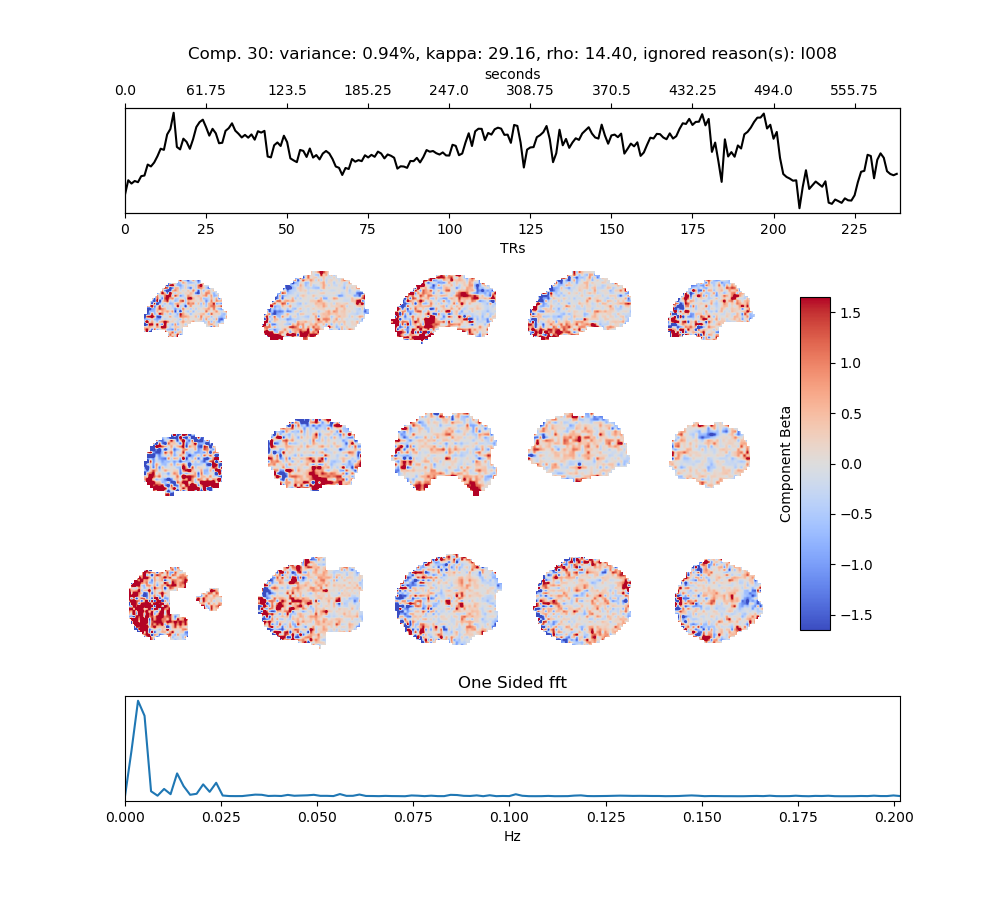 Comp. 30: variance: 0.94%, kappa: 29.16, rho: 14.40, ignored reason(s): I008
seconds
0.0 61.75 123.5 185.25 247.0 308.75 370.5 432.25 494.0 555.75
0 25 50 75 100 125 150 175 200 225
TRs
1.5
1.0
0.5
0.0
−0.5
−1.0
−1.5
Component Beta
One Sided fft
0.000 0.025 0.050 0.075 0.100 0.125 0.150 0.175 0.200
Hz